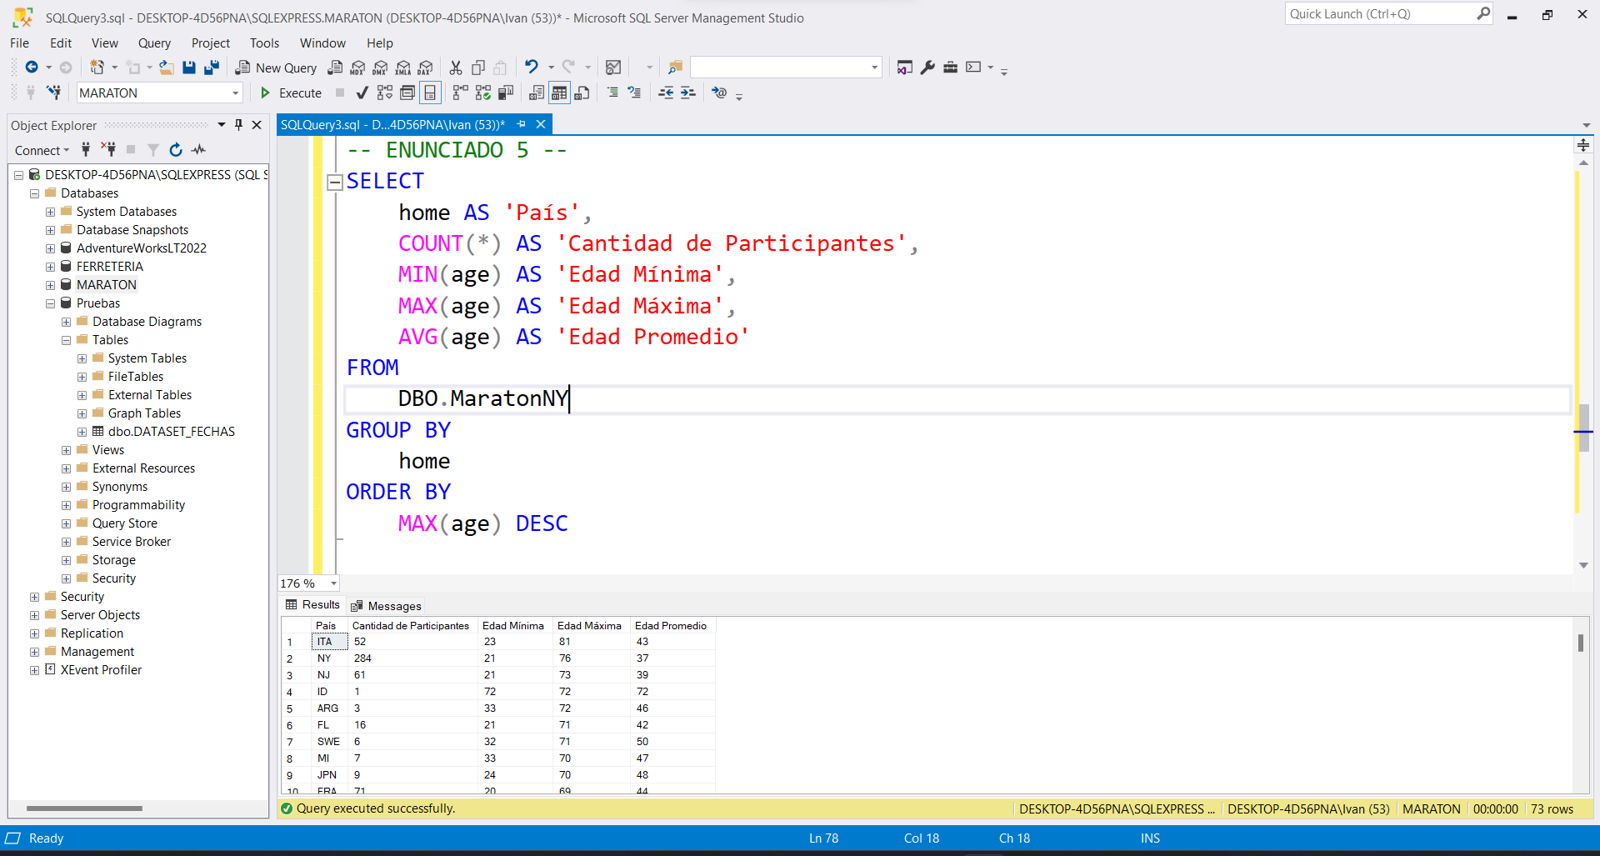 SQLQuery3.sql - DESKTOP-4D56PNA\SQLEXPRESS.MARATON (DESKTOP-4D56PNA\Ivan (53))* - Microsoft SQL Server Management Studio
Quick Launch (Ctrl+Q)
File Edit View Query Project Tools Window Help
New Query MDX DMX XMLA DAX
MARATON Execute
Object Explorer
SQLQuery3.sql - D...4D56PNA\Ivan (53))*
Connect
DESKTOP-4D56PNA\SQLEXPRESS (SQL S
Databases
System Databases
Database Snapshots
AdventureWorksLT2022
FERRETERIA
MARATON
Pruebas
Database Diagrams
Tables
System Tables
FileTables
External Tables
Graph Tables
dbo.DATASET_FECHAS
Views
External Resources
Synonyms
Programmability
Query Store
Service Broker
Storage
Security
Security
Server Objects
Replication
Management
XEvent Profiler
-- ENUNCIADO 5 --
SELECT
home AS 'País',
COUNT(*) AS 'Cantidad de Participantes',
MIN(age) AS 'Edad Mínima',
MAX(age) AS 'Edad Máxima',
AVG(age) AS 'Edad Promedio'
FROM
DBO.MaratonNY
GROUP BY
home
ORDER BY
MAX(age) DESC
176 %
Results Messages
País Cantidad de Participantes Edad Mínima Edad Máxima Edad Promedio
1 ITA 52 23 81 43
2 NY 284 21 76 37
3 NJ 61 21 73 39
4 ID 1 72 72 72
5 ARG 3 33 72 46
6 FL 16 21 71 42
7 SWE 6 32 71 50
8 MI 7 33 70 47
9 JPN 9 24 70 48
10 FRA 71 20 69 44
Query executed successfully. DESKTOP-4D56PNA\SQLEXPRESS ... DESKTOP-4D56PNA\Ivan (53) MARATON 00:00:00 73 rows
Ready Ln 78 Col 18 Ch 18 INS